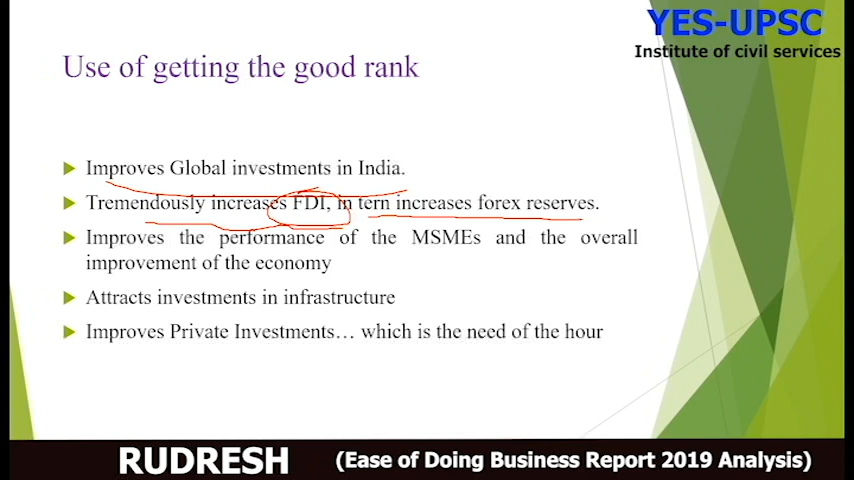 YES-UPSC
Institute of civil services
Use of getting the good rank
Improves Global investments in India.
Tremendously increases FDI, in tern increases forex reserves.
Improves the performance of the MSMEs and the overall
improvement of the economy
Attracts investments in infrastructure
Improves Private Investments… which is the need of the hour
RUDRESH (Ease of Doing Business Report 2019 Analysis)